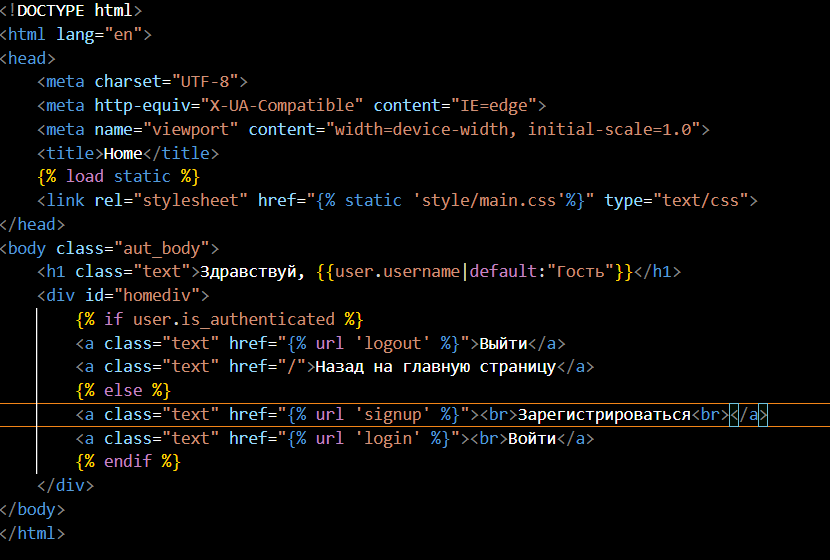 <!DOCTYPE html>
<html lang="en">
<head>
    <meta charset="UTF-8">
    <meta http-equiv="X-UA-Compatible" content="IE=edge">
    <meta name="viewport" content="width=device-width, initial-scale=1.0">
    <title>Home</title>
    {% load static %}
    <link rel="stylesheet" href="{% static 'style/main.css'%}" type="text/css">
</head>
<body class="aut_body">
    <h1 class="text">Здравствуй, {{user.username|default:"Гость"}}</h1>
    <div id="homediv">
        {% if user.is_authenticated %}
        <a class="text" href="{% url 'logout' %}">Выйти</a>
        <a class="text" href="/">Назад на главную страницу</a>
        {% else %}
        <a class="text" href="{% url 'signup' %}"><br>Зарегистрироваться<br></a>
        <a class="text" href="{% url 'login' %}"><br>Войти</a>
        {% endif %}
    </div>
</body>
</html>